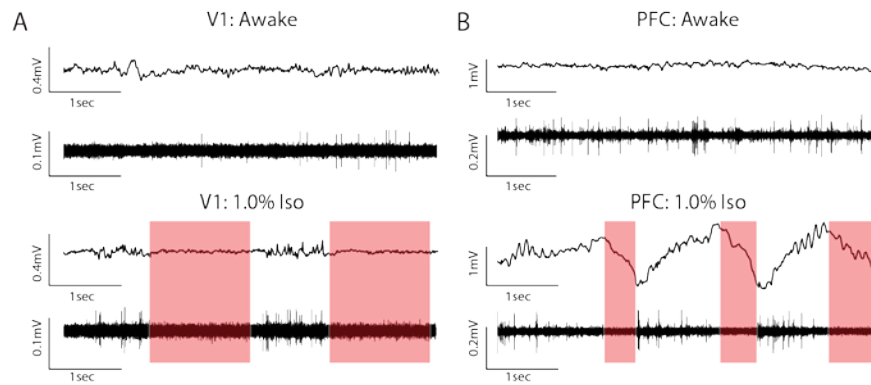 A
V1: Awake
0.4mV
1sec
0.1mV
1sec
V1: 1.0% Iso
0.4mV
1sec
0.1mV
1sec
B
PFC: Awake
1mV
1sec
0.2mV
1sec
PFC: 1.0% Iso
1mV
1sec
0.2mV
1sec